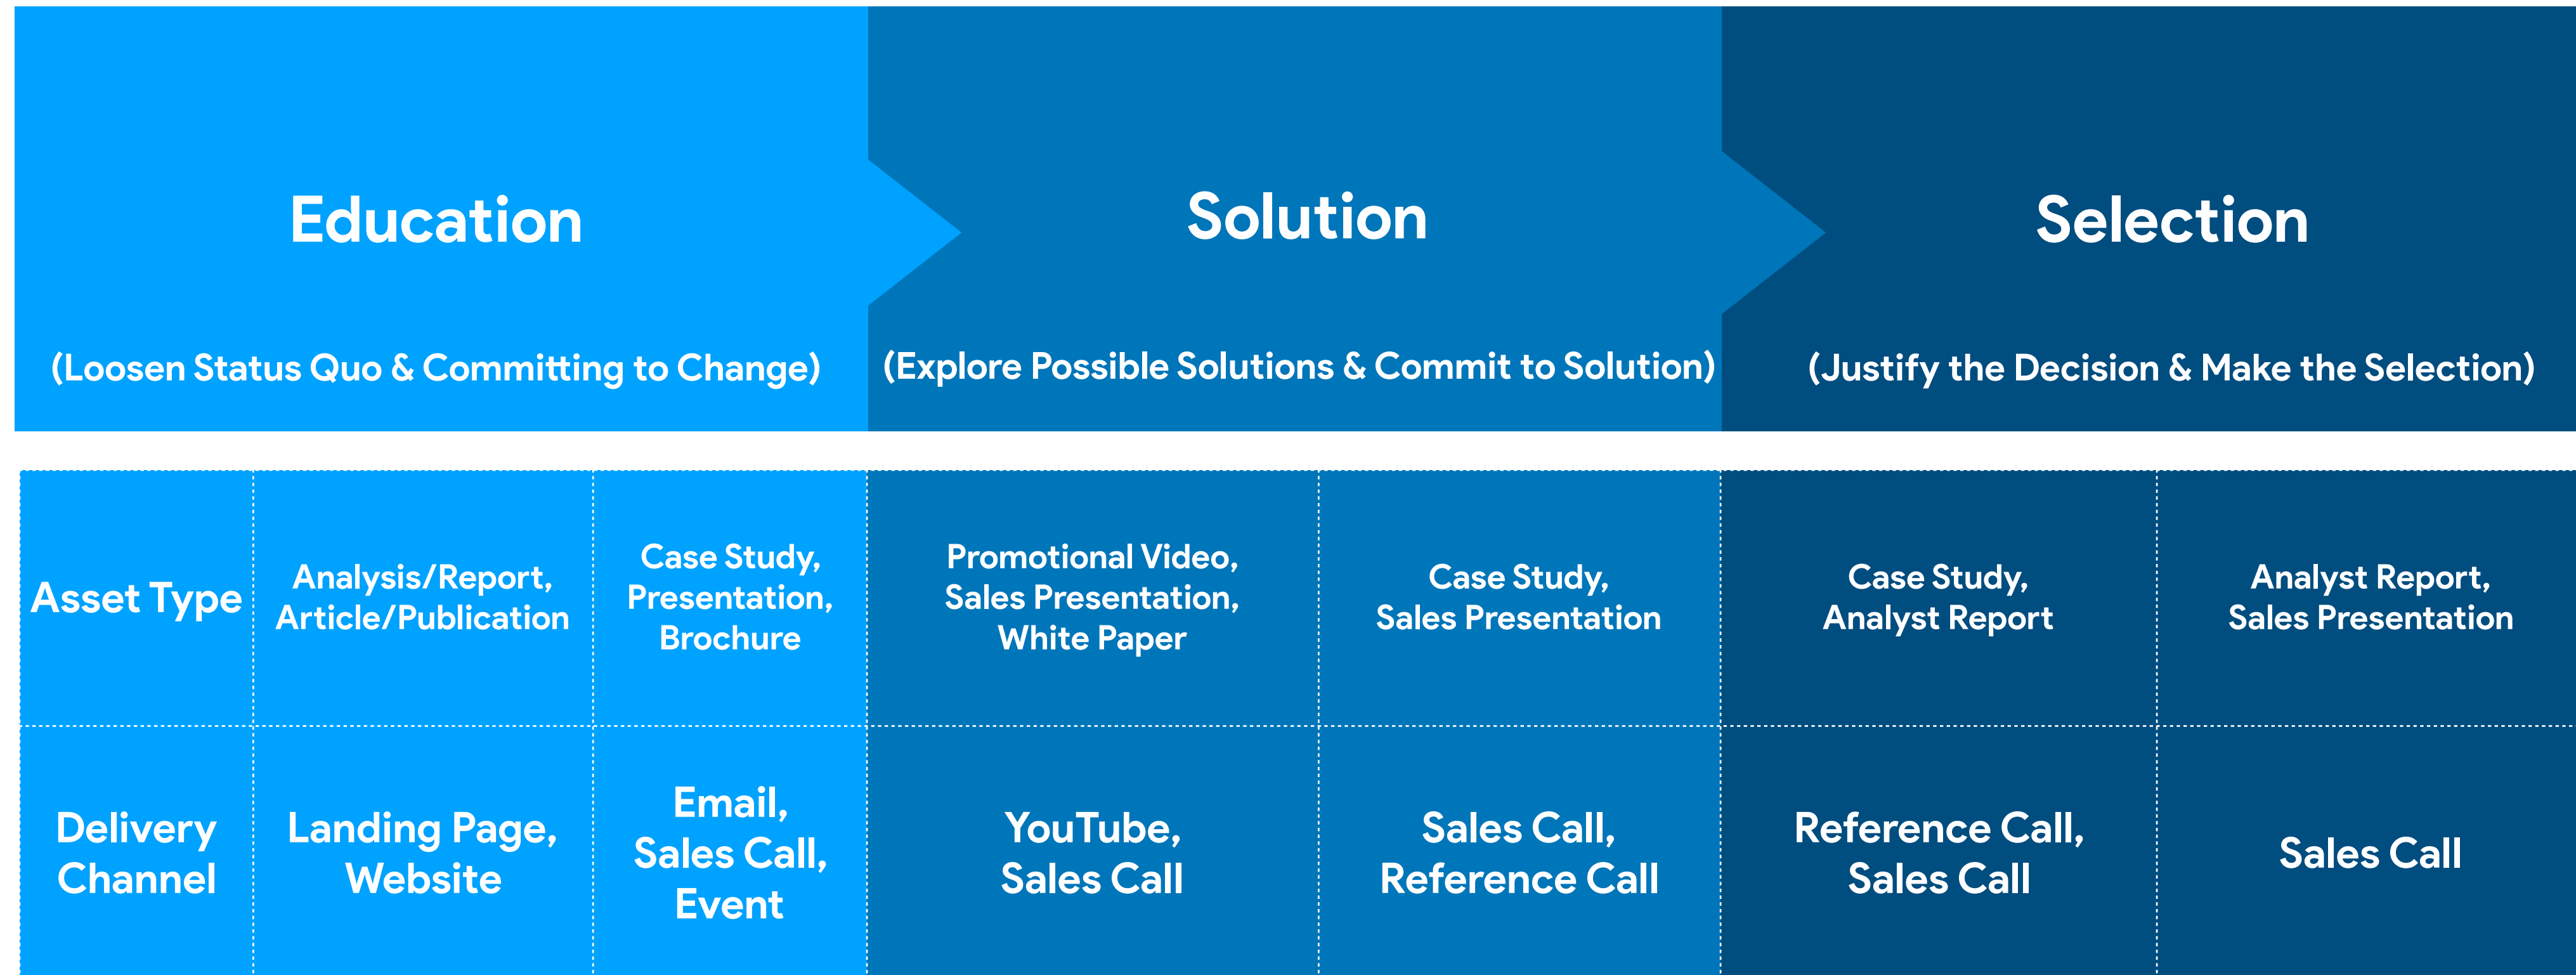 Education
Solution
Selection
(Loosen Status Quo & Committing to Change)
(Explore Possible Solutions & Commit to Solution)
(Justify the Decision & Make the Selection)
Asset Type
Analysis/Report,
Article/Publication
Case Study,
Presentation,
Brochure
Promotional Video,
Sales Presentation,
White Paper
Case Study,
Sales Presentation
Case Study,
Analyst Report
Analyst Report,
Sales Presentation
Delivery
Channel
Landing Page,
Website
Email,
Sales Call,
Event
YouTube,
Sales Call
Sales Call,
Reference Call
Reference Call,
Sales Call
Sales Call